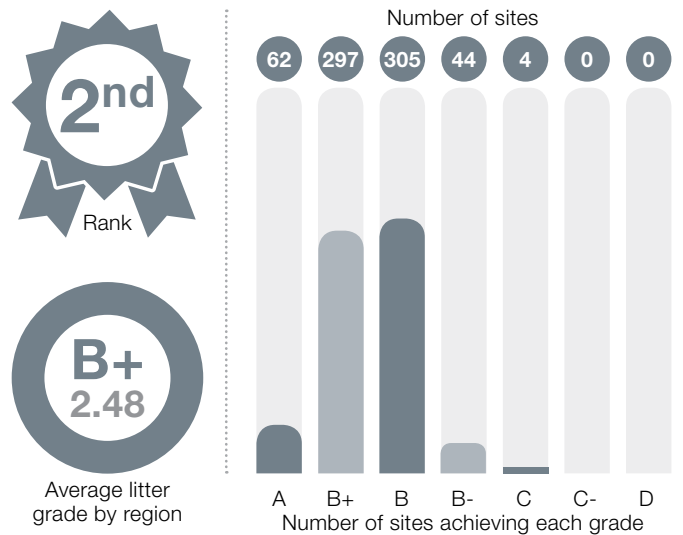 2nd
Rank
B+
2.48
Average litter
grade by region
Number of sites
62 297 305 44 4 0 0
A B+ B B- C C- D
Number of sites achieving each grade